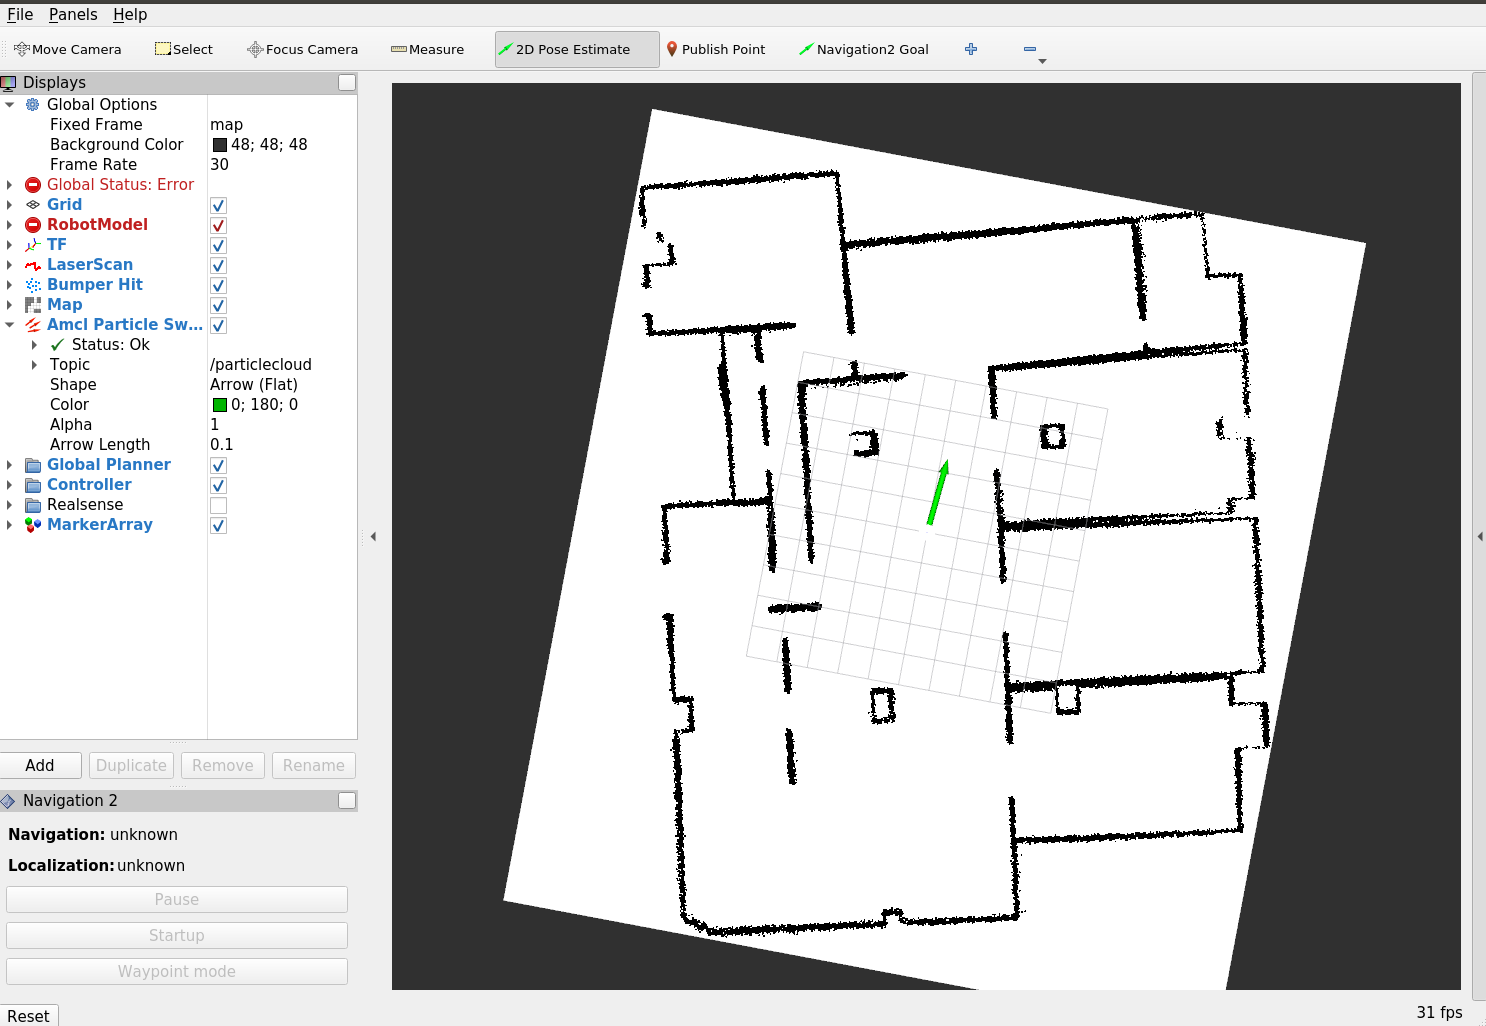 File Panels Help
Move Camera Select Focus Camera Measure 2D Pose Estimate Publish Point Navigation2 Goal
Displays
Global Options
Fixed Frame map
Background Color 48; 48; 48
Frame Rate 30
Global Status: Error
Grid
RobotModel
TF
LaserScan
Bumper Hit
Map
Amcl Particle Sw...
Status: Ok
Topic /particlecloud
Shape Arrow (Flat)
Color 0; 180; 0
Alpha 1
Arrow Length 0.1
Global Planner
Controller
Realsense
MarkerArray
Add Duplicate Remove Rename
Navigation 2
Navigation: unknown
Localization: unknown
Pause
Startup
Waypoint mode
Reset 31 fps